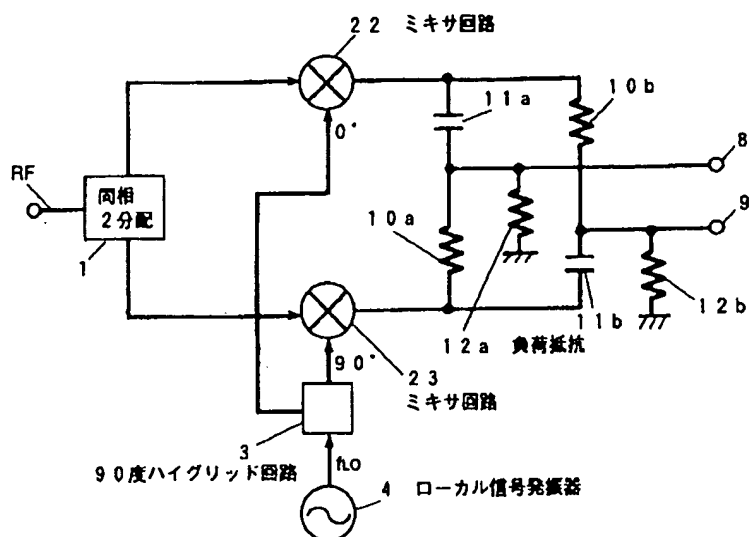 22 ミキサ回路
11a
10b
0°
8
RF
同相
2分配
1
10a
9
12a 負荷抵抗
11b
12b
90°
23
ミキサ回路
3
90度ハイグリッド回路
fLO
4 ローカル信号発振器